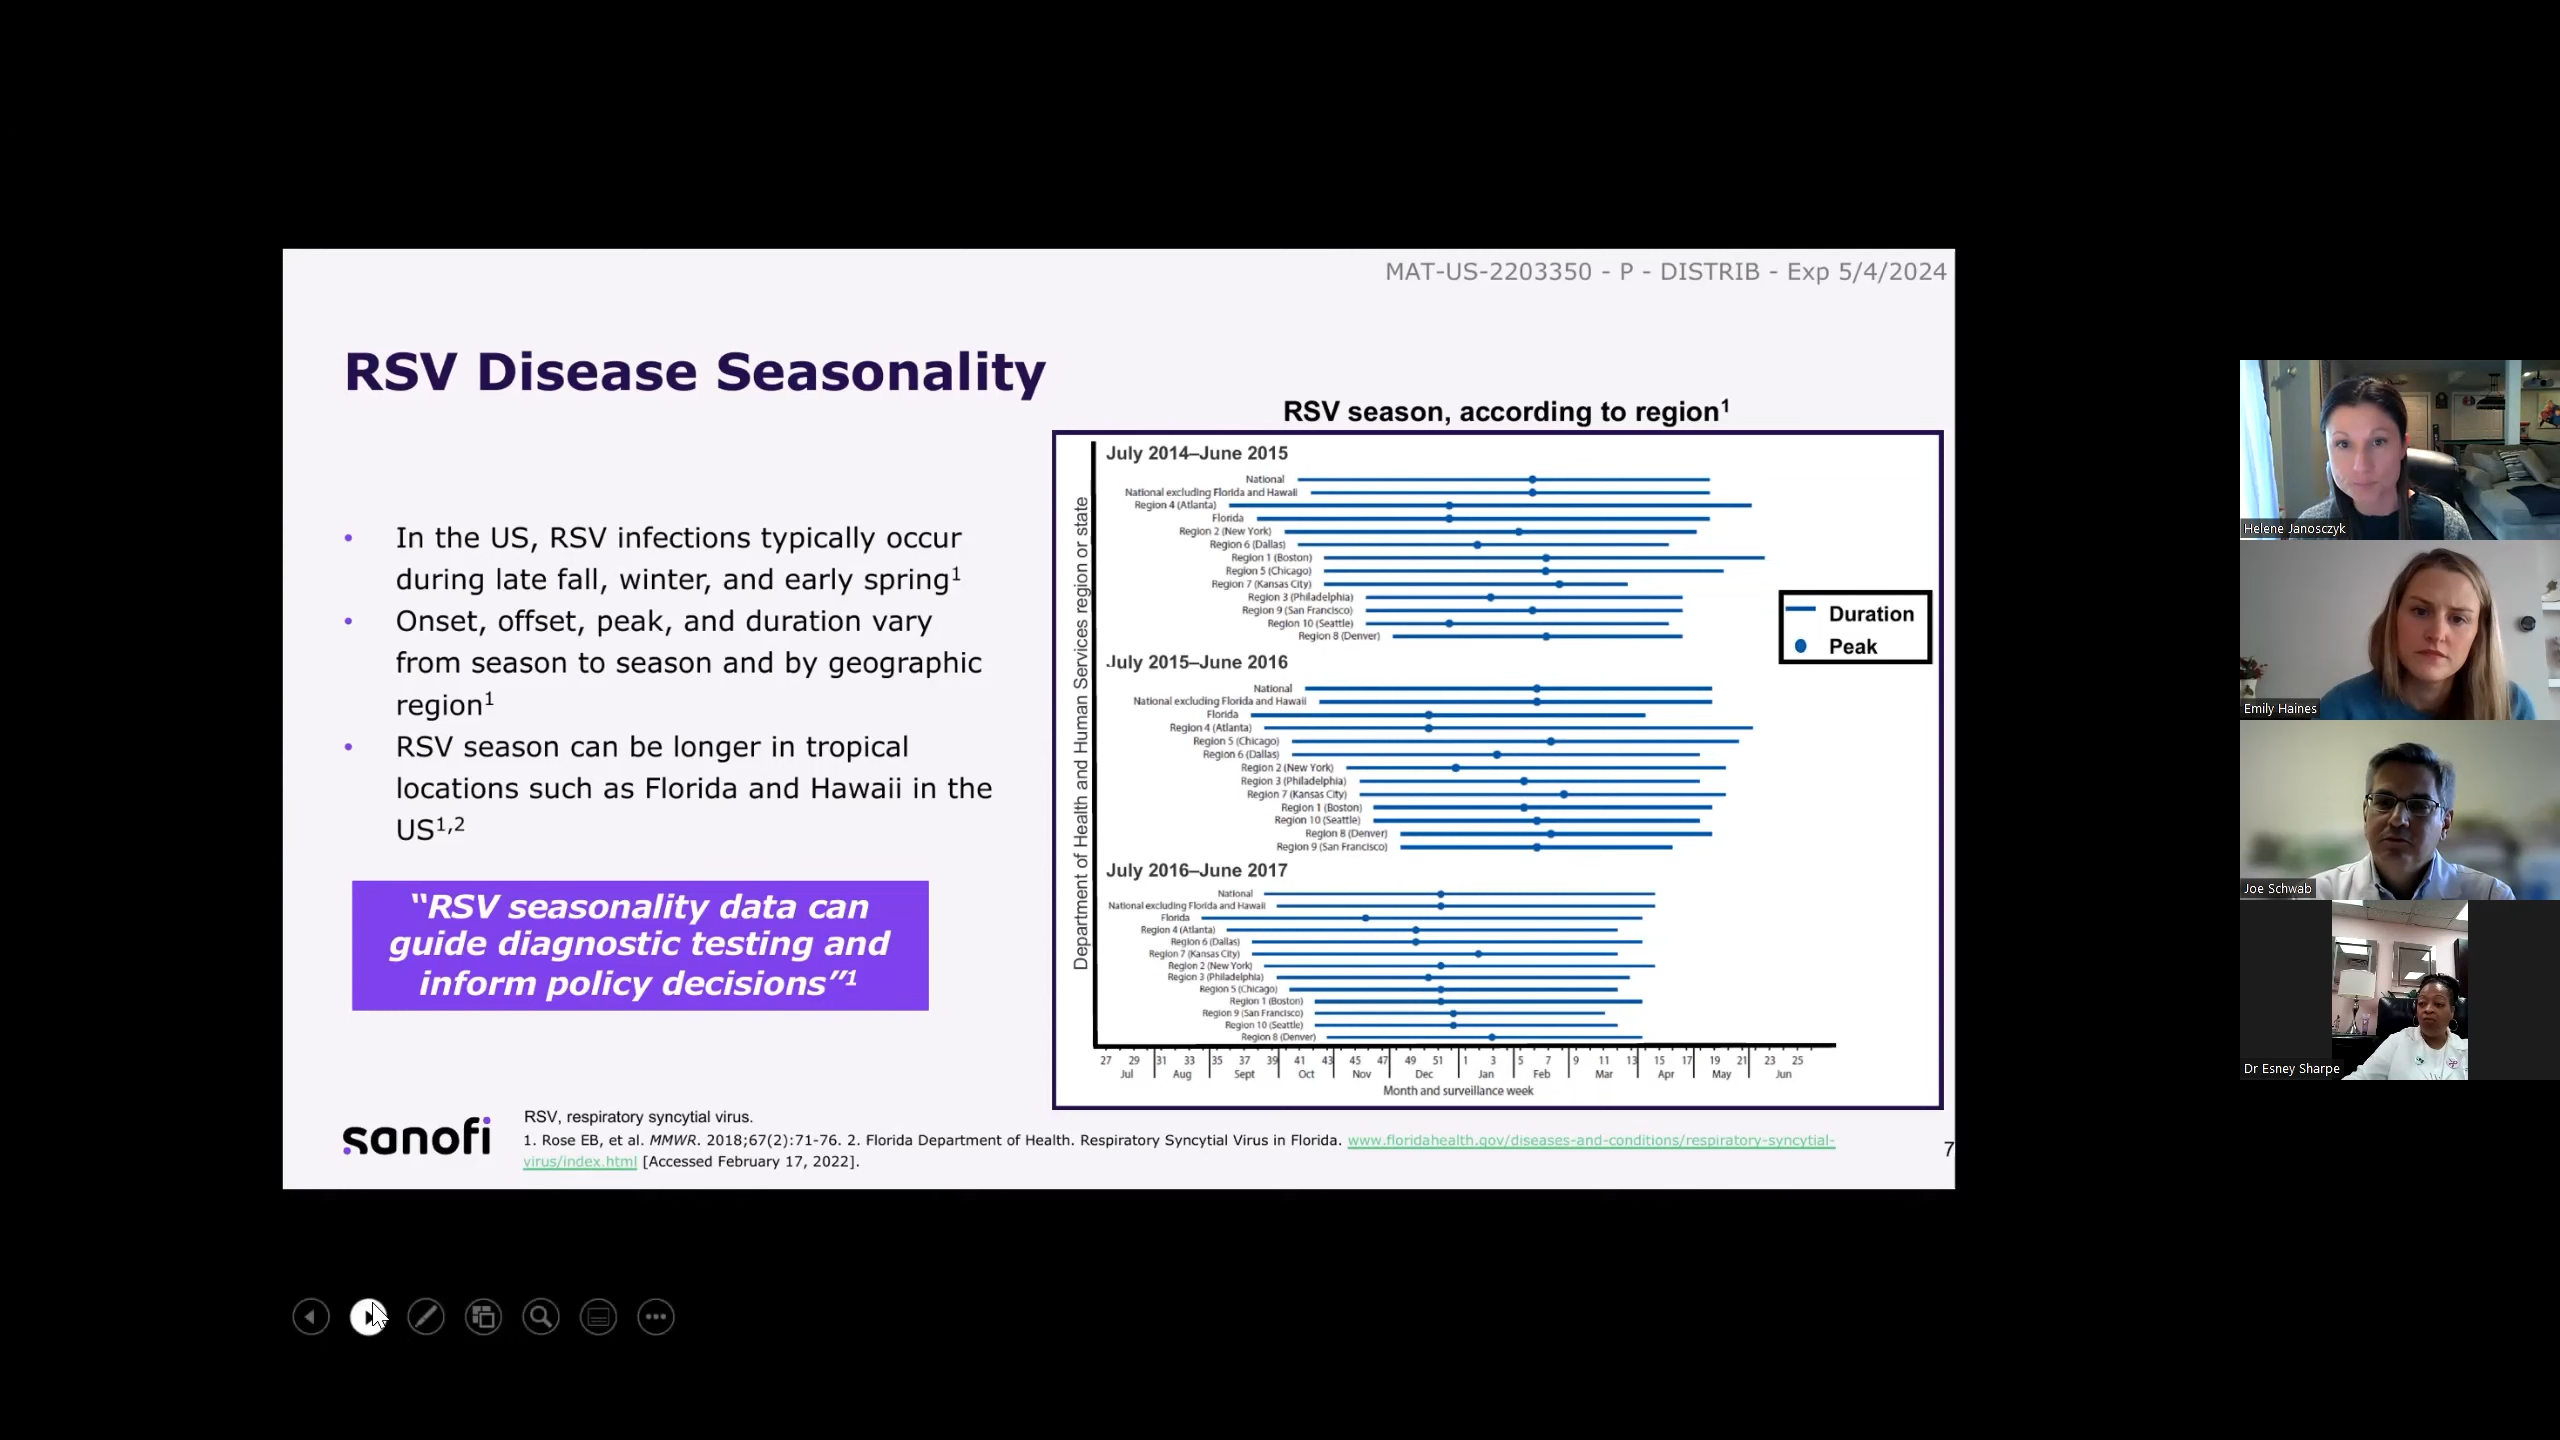 MAT-US-2203350 - P - DISTRIB - Exp 5/4/2024
RSV Disease Seasonality
• In the US, RSV infections typically occur
during late fall, winter, and early spring1
• Onset, offset, peak, and duration vary
from season to season and by geographic
region1
• RSV season can be longer in tropical
locations such as Florida and Hawaii in the
US1,2
“RSV seasonality data can
guide diagnostic testing and
inform policy decisions”1
RSV season, according to region1
Department of Health and Human Services region or state
July 2014–June 2015
National
National excluding Florida and Hawaii
Region 4 (Atlanta)
Florida
Region 2 (New York)
Region 6 (Dallas)
Region 1 (Boston)
Region 5 (Chicago)
Region 7 (Kansas City)
Region 3 (Philadelphia)
Region 9 (San Francisco)
Region 10 (Seattle)
Region 8 (Denver)
July 2015–June 2016
National
National excluding Florida and Hawaii
Florida
Region 4 (Atlanta)
Region 5 (Chicago)
Region 6 (Dallas)
Region 2 (New York)
Region 3 (Philadelphia)
Region 7 (Kansas City)
Region 1 (Boston)
Region 10 (Seattle)
Region 8 (Denver)
Region 9 (San Francisco)
July 2016–June 2017
National
National excluding Florida and Hawaii
Florida
Region 4 (Atlanta)
Region 6 (Dallas)
Region 7 (Kansas City)
Region 2 (New York)
Region 3 (Philadelphia)
Region 5 (Chicago)
Region 1 (Boston)
Region 9 (San Francisco)
Region 10 (Seattle)
Region 8 (Denver)
27 29 31 33 35 37 39 41 43 45 47 49 51 1 3 5 7 9 11 13 15 17 19 21 23 25
Jul Aug Sept Oct Nov Dec Jan Feb Mar Apr May Jun
Month and surveillance week
Duration
Peak
sanofi
RSV, respiratory syncytial virus.
1. Rose EB, et al. MMWR. 2018;67(2):71-76. 2. Florida Department of Health. Respiratory Syncytial Virus in Florida. www.floridahealth.gov/diseases-and-conditions/respiratory-syncytial-
virus/index.html [Accessed February 17, 2022].
7
Helene Janosczyk
Emily Haines
Joe Schwab
Dr Esney Sharpe